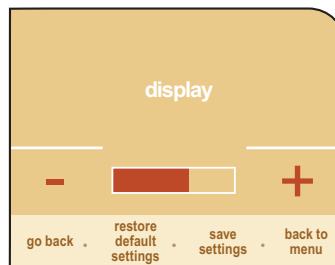 display
- +
go back . restore default settings . save settings . back to menu